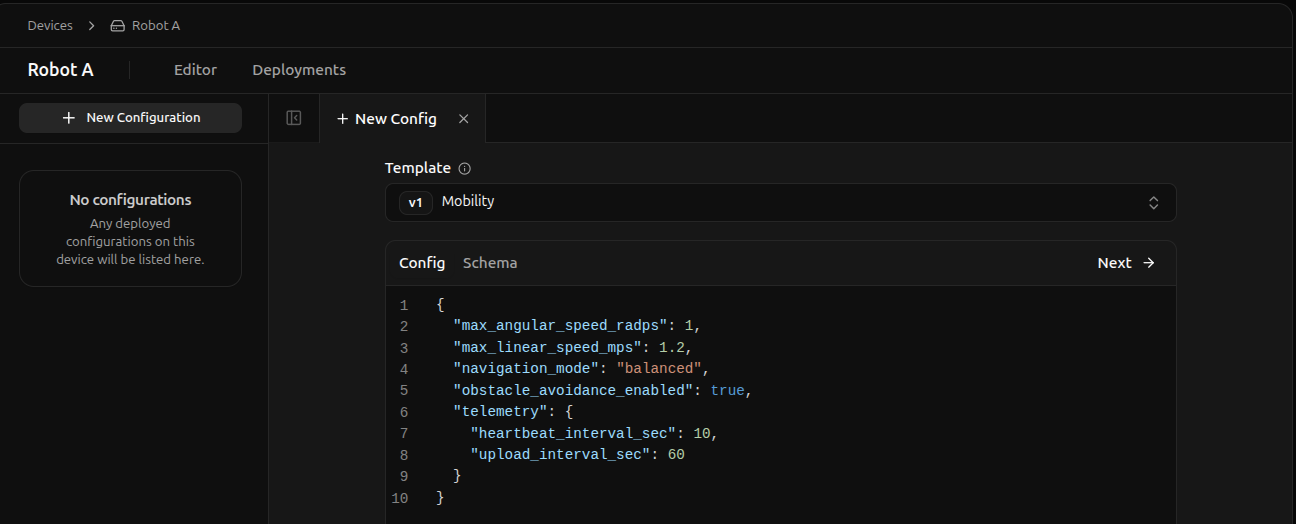 Devices > Robot A
Robot A
Editor
Deployments
+ New Configuration
No configurations
Any deployed
configurations on this
device will be listed here.
+ New Config ×
Template
v1 Mobility
Config
Schema
Next →
1 {
2   "max_angular_speed_radps": 1,
3   "max_linear_speed_mps": 1.2,
4   "navigation_mode": "balanced",
5   "obstacle_avoidance_enabled": true,
6   "telemetry": {
7     "heartbeat_interval_sec": 10,
8     "upload_interval_sec": 60
9   }
10 }